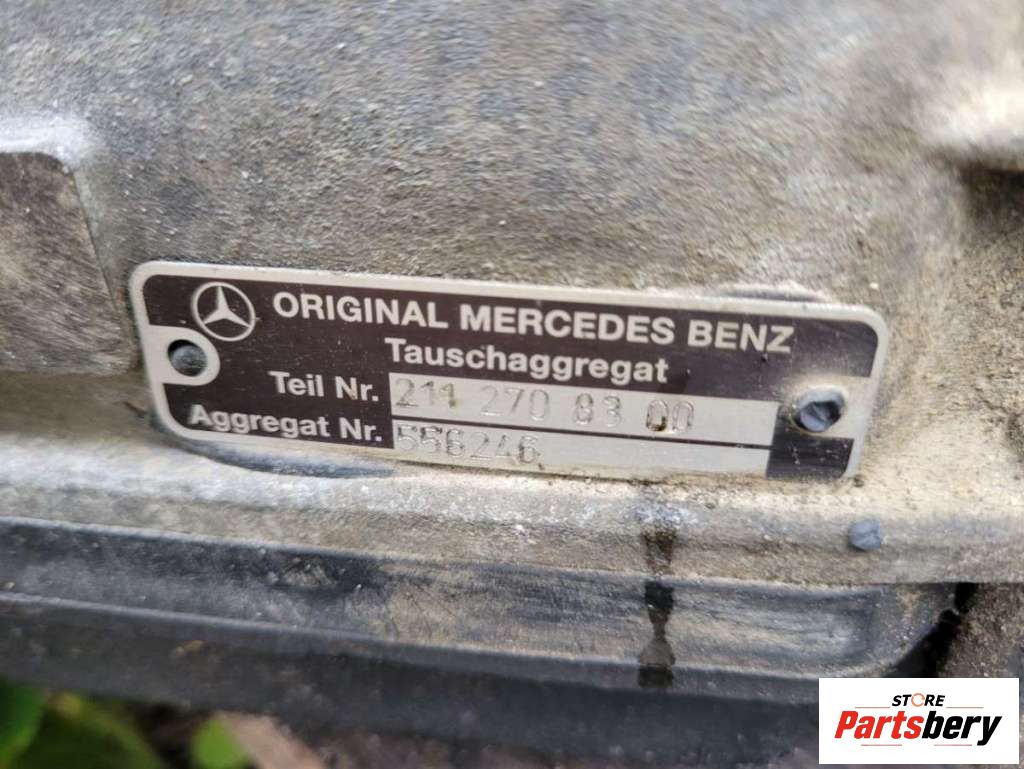 ORIGINAL MERCEDES BENZ
Tauschaggregat
Teil Nr. 211 270 83 00
Aggregat Nr. 556246
STORE
Partsbery